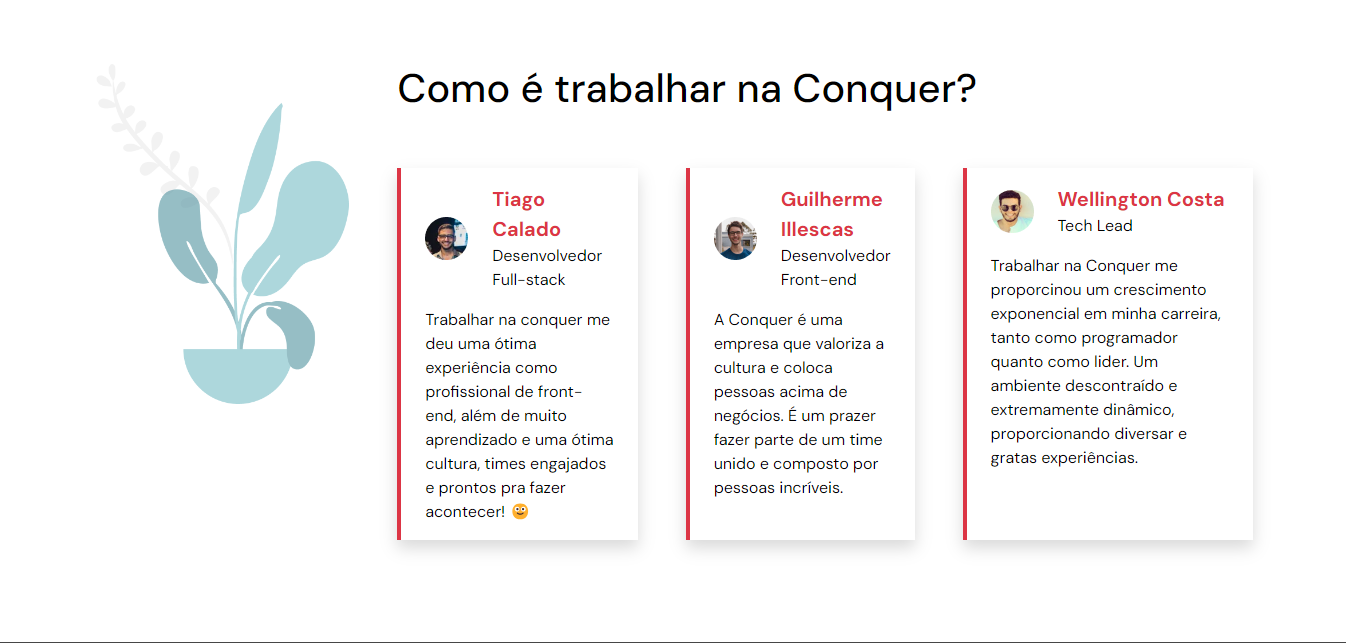 Como é trabalhar na Conquer?
Tiago
Calado
Desenvolvedor
Full-stack
Trabalhar na conquer me
deu uma ótima
experiência como
profissional de front-
end, além de muito
aprendizado e uma ótima
cultura, times engajados
e prontos pra fazer
acontecer! 🙂
Guilherme
Illescas
Desenvolvedor
Front-end
A Conquer é uma
empresa que valoriza a
cultura e coloca
pessoas acima de
negócios. É um prazer
fazer parte de um time
unido e composto por
pessoas incríveis.
Wellington Costa
Tech Lead
Trabalhar na Conquer me
proporcinou um crescimento
exponencial em minha carreira,
tanto como programador
quanto como lider. Um
ambiente descontraído e
extremamente dinâmico,
proporcionando diversar e
gratas experiências.